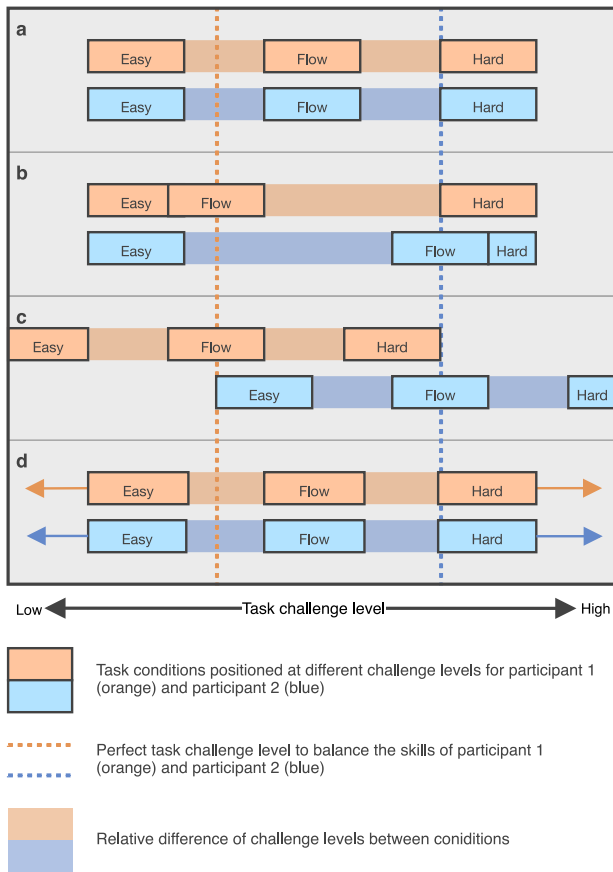 a
Easy Flow Hard
Easy Flow Hard
b
Easy Flow Hard
Easy Flow Hard
c
Easy Flow Hard
Easy Flow Hard
d
Easy Flow Hard
Easy Flow Hard
Low Task challenge level High
Task conditions positioned at different challenge levels for participant 1
(orange) and participant 2 (blue)
Perfect task challenge level to balance the skills of participant 1
(orange) and participant 2 (blue)
Relative difference of challenge levels between coniditions